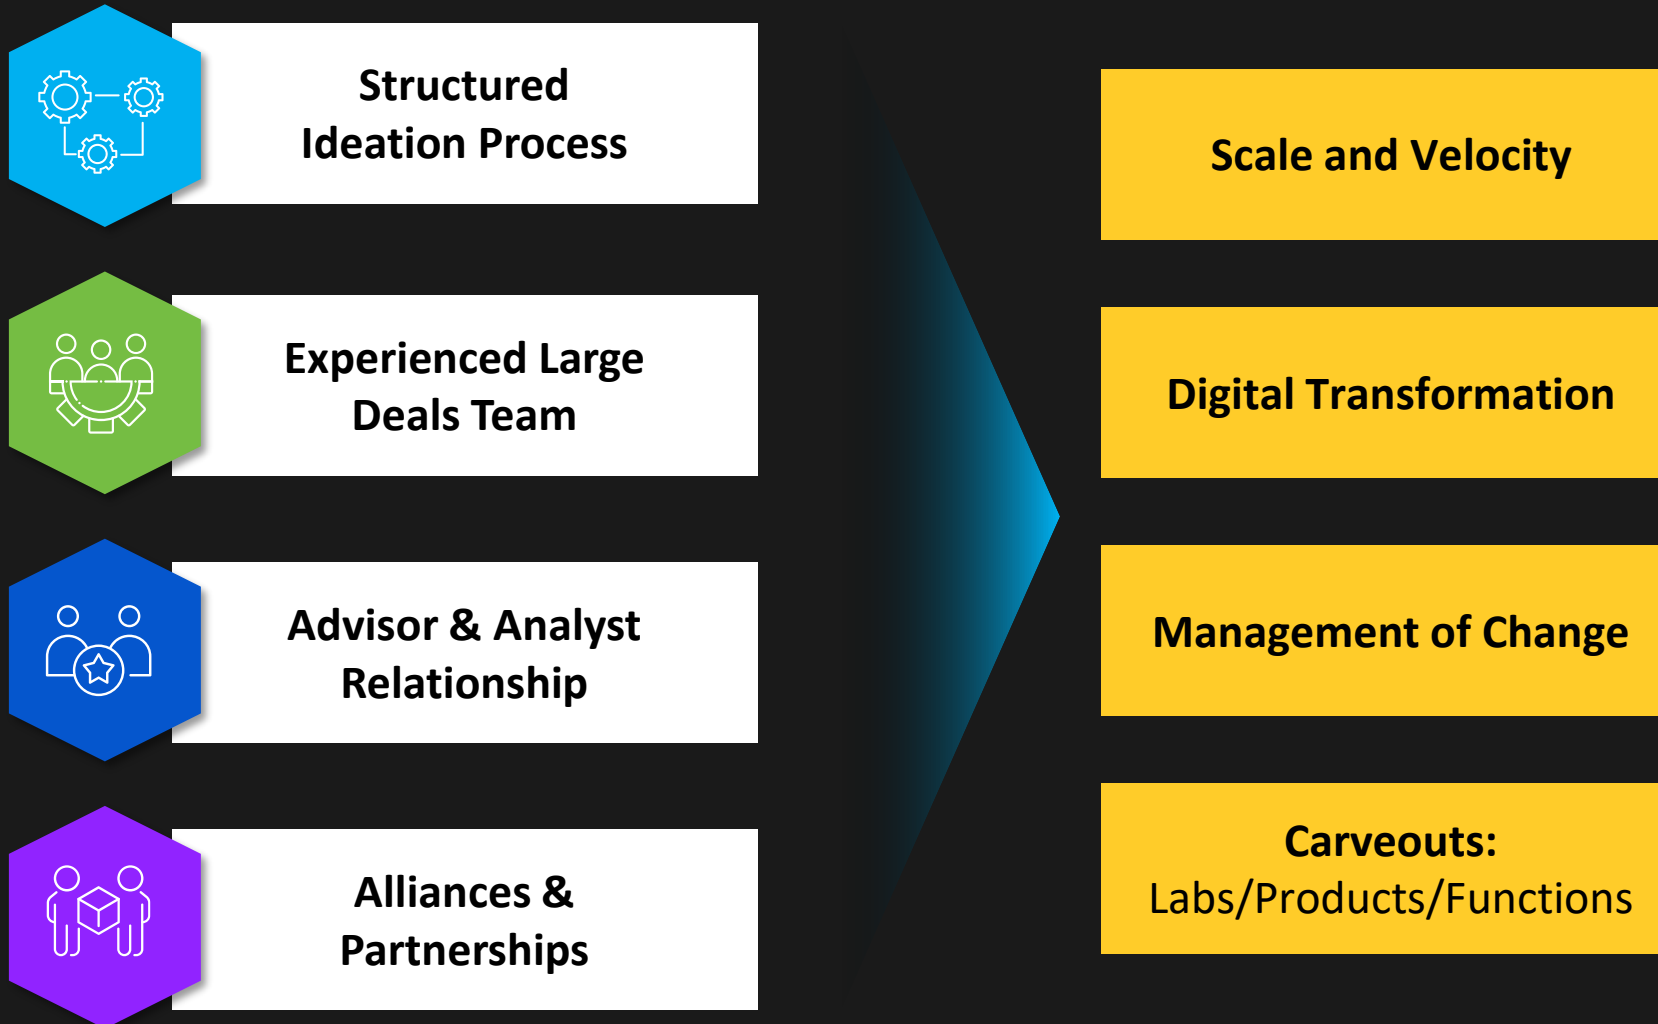 Structured
Ideation Process
Experienced Large
Deals Team
Advisor & Analyst
Relationship
Alliances &
Partnerships
Scale and Velocity
Digital Transformation
Management of Change
Carveouts:
Labs/Products/Functions